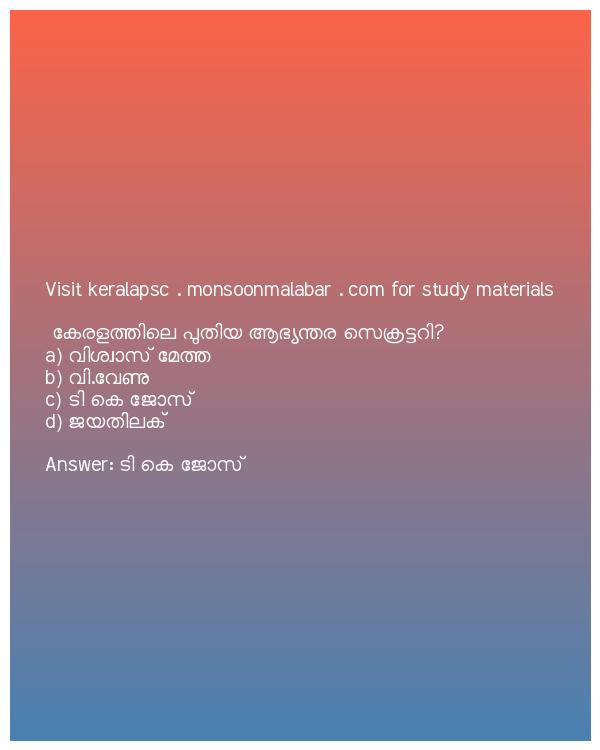 Visit keralapsc . monsoonmalabar . com for study materials
കേരളത്തിലെ പുതിയ ആഭ്യന്തര സെക്രട്ടറി?
a) വിശ്വാസ് മേത്ത
b) വി.വേണു
c) ടി കെ ജോസ്
d) ജയതിലക്
Answer: ടി കെ ജോസ്